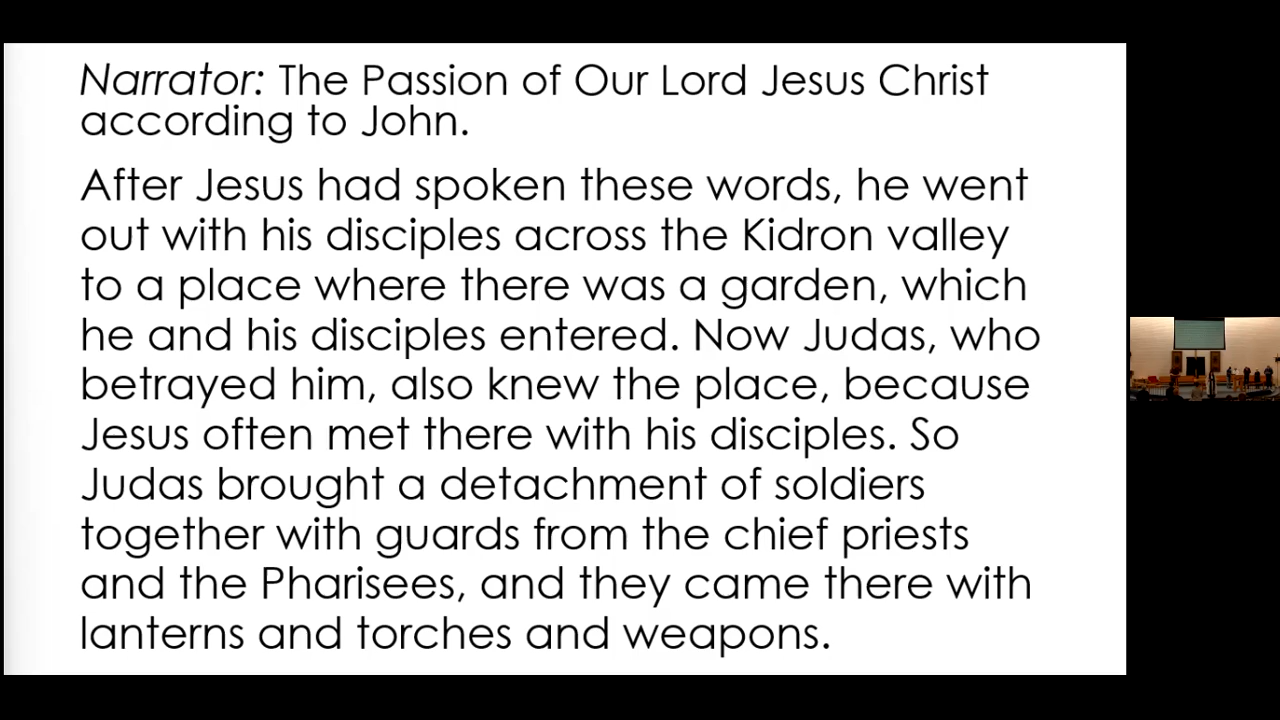 Narrator: The Passion of Our Lord Jesus Christ
according to John.
After Jesus had spoken these words, he went
out with his disciples across the Kidron valley
to a place where there was a garden, which
he and his disciples entered. Now Judas, who
betrayed him, also knew the place, because
Jesus often met there with his disciples. So
Judas brought a detachment of soldiers
together with guards from the chief priests
and the Pharisees, and they came there with
lanterns and torches and weapons.